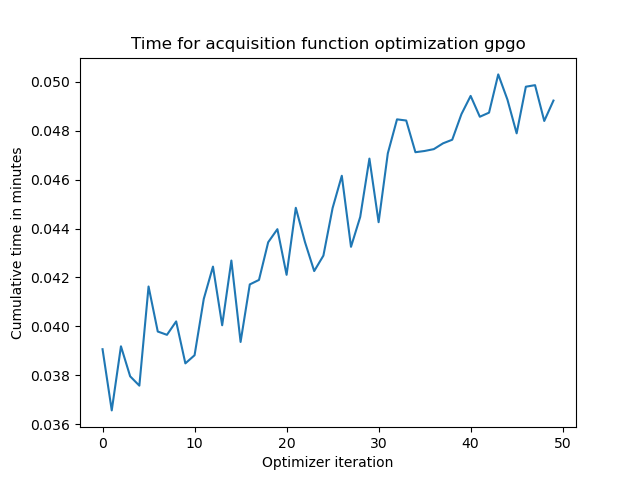 Time for acquisition function optimization gpgo
Cumulative time in minutes
0.050
0.048
0.046
0.044
0.042
0.040
0.038
0.036
0 10 20 30 40 50
Optimizer iteration